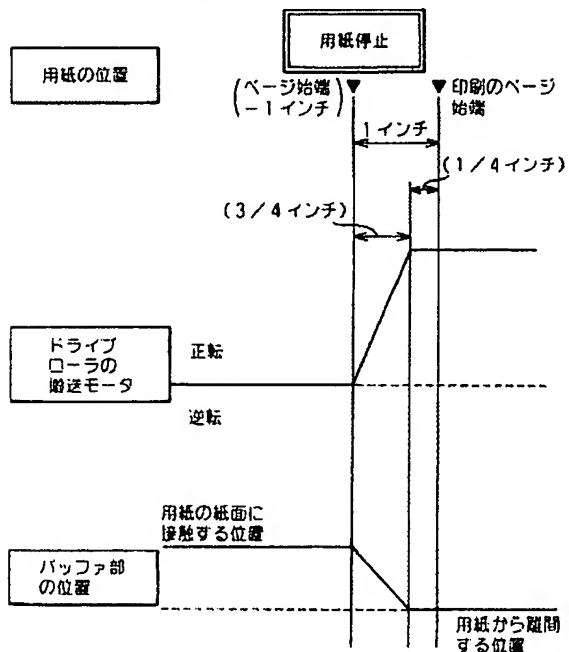 用紙停止
用紙の位置
(ページ始端
－1インチ)
印刷のページ
始端
1インチ
(1／4インチ)
(3／4インチ)
ドライブ
ローラの
搬送モータ
正転
逆転
用紙の紙面に
接触する位置
バッファ部
の位置
用紙から離間
する位置